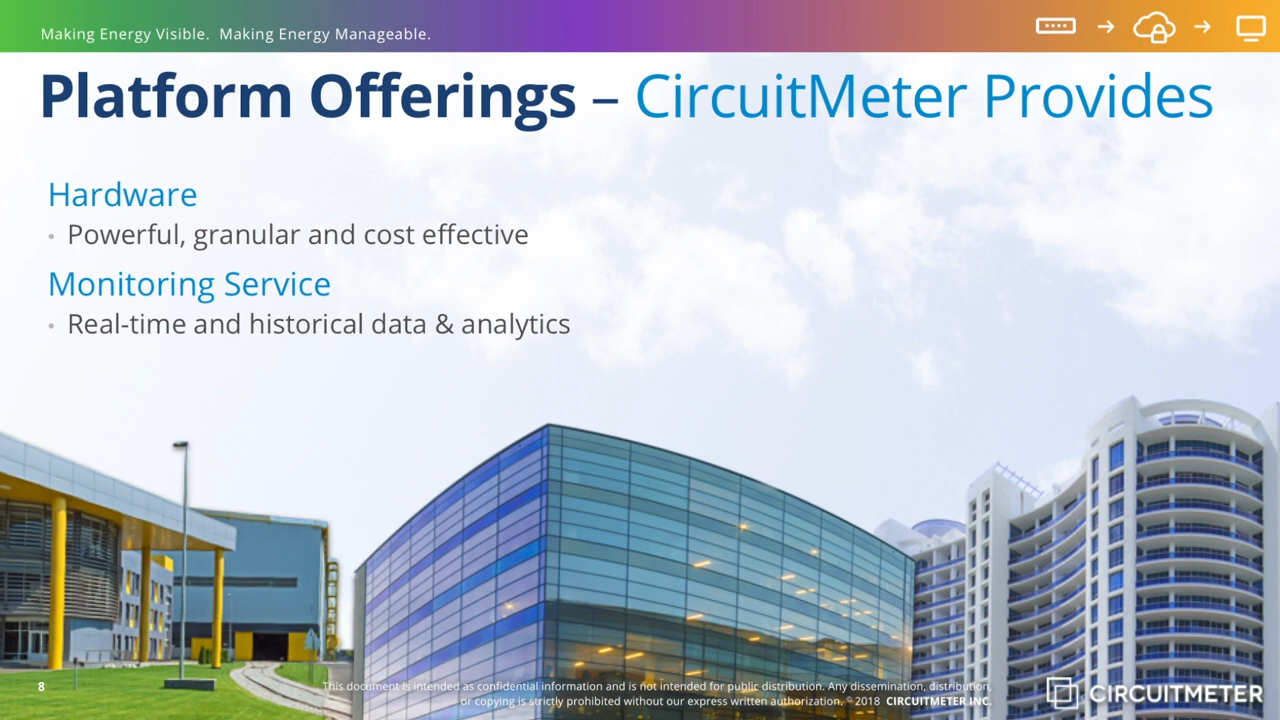 Making Energy Visible.  Making Energy Manageable.
Platform Offerings – CircuitMeter Provides
Hardware
• Powerful, granular and cost effective
Monitoring Service
• Real-time and historical data & analytics
8
This document is intended as confidential information and is not intended for public distribution. Any dissemination, distribution,
or copying is strictly prohibited without our express written authorization. © 2018 CIRCUITMETER INC.
CIRCUITMETER